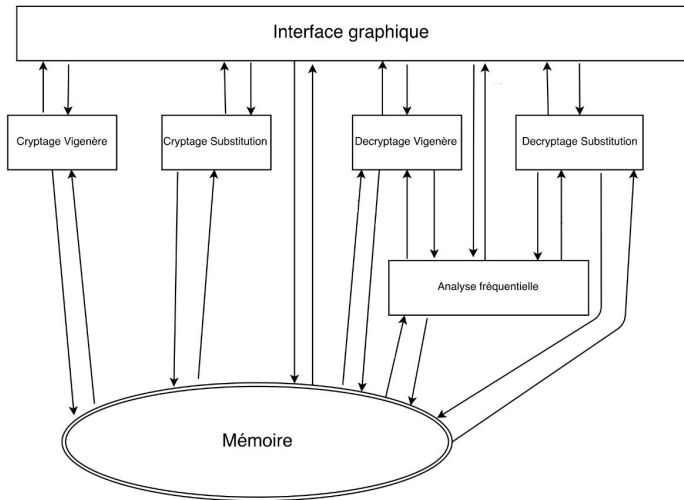 Interface graphique
Cryptage Vigenère
Cryptage Substitution
Decryptage Vigenère
Decryptage Substitution
Analyse fréquentielle
Mémoire